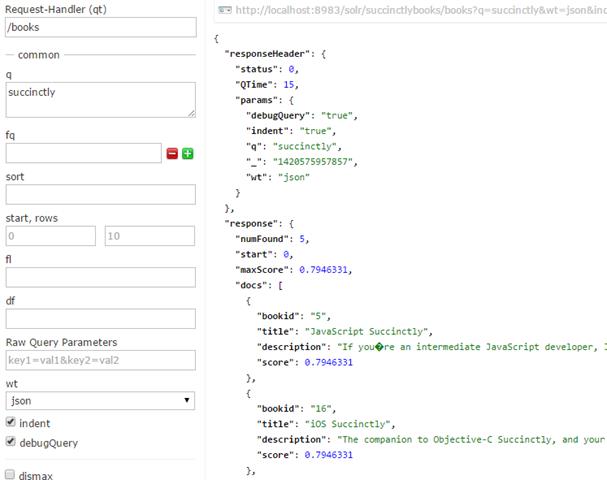 Request-Handler (qt)
/books
common
q
succinctly
fq
sort
start, rows
0 10
fl
df
Raw Query Parameters
key1=val1&key2=val2
wt
json
indent
debugQuery
dismax
http://localhost:8983/solr/succinctlybooks/books?q=succinctly&wt=json&inc
{
"responseHeader": {
"status": 0,
"QTime": 15,
"params": {
"debugQuery": "true",
"indent": "true",
"q": "succinctly",
"_": "1420575957857",
"wt": "json"
}
},
"response": {
"numFound": 5,
"start": 0,
"maxScore": 0.7946331,
"docs": [
{
"bookid": "5",
"title": "JavaScript Succinctly",
"description": "If you�re an intermediate JavaScript developer, I
"score": 0.7946331
},
{
"bookid": "16",
"title": "iOS Succinctly",
"description": "The companion to Objective-C Succinctly, and your
"score": 0.7946331
},